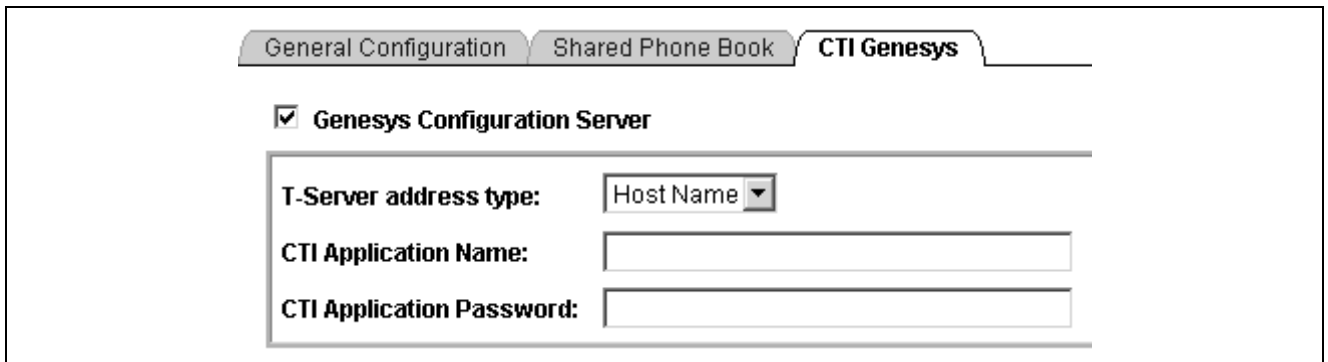 General Configuration Shared Phone Book CTI Genesys
Genesys Configuration Server
T-Server address type: Host Name
CTI Application Name:
CTI Application Password: